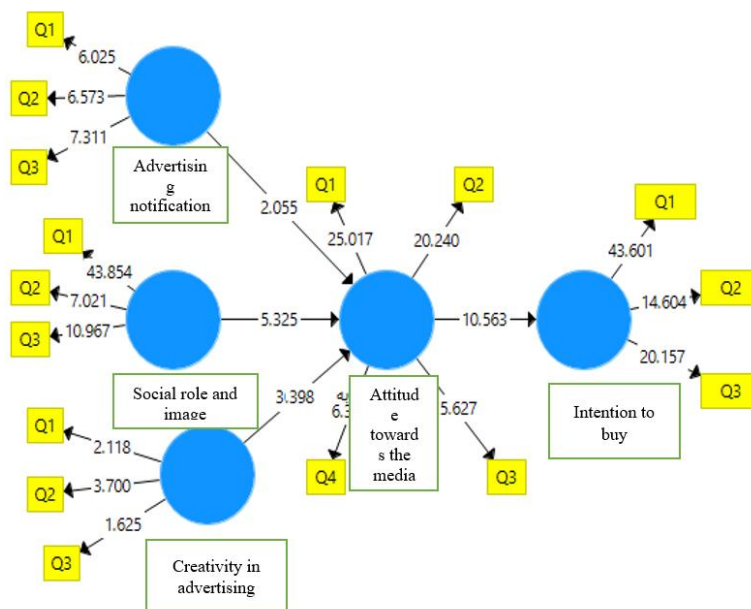 Q1
6.025
Q2
6.573
7.311
Q3
Advertisin
g
notification
2.055
Q1
Q2
25.017
20.240
Q1
43.601
Q1
43.854
Q2
7.021
Q3
10.967
5.325
10.563
14.604
Q2
20.157
Q3
Social role and
image
3.398
Attitud
e
toward
s the
media
5.627
Q4
Q3
Intention to
buy
Q1
2.118
Q2
3.700
1.625
Q3
Creativity in
advertising